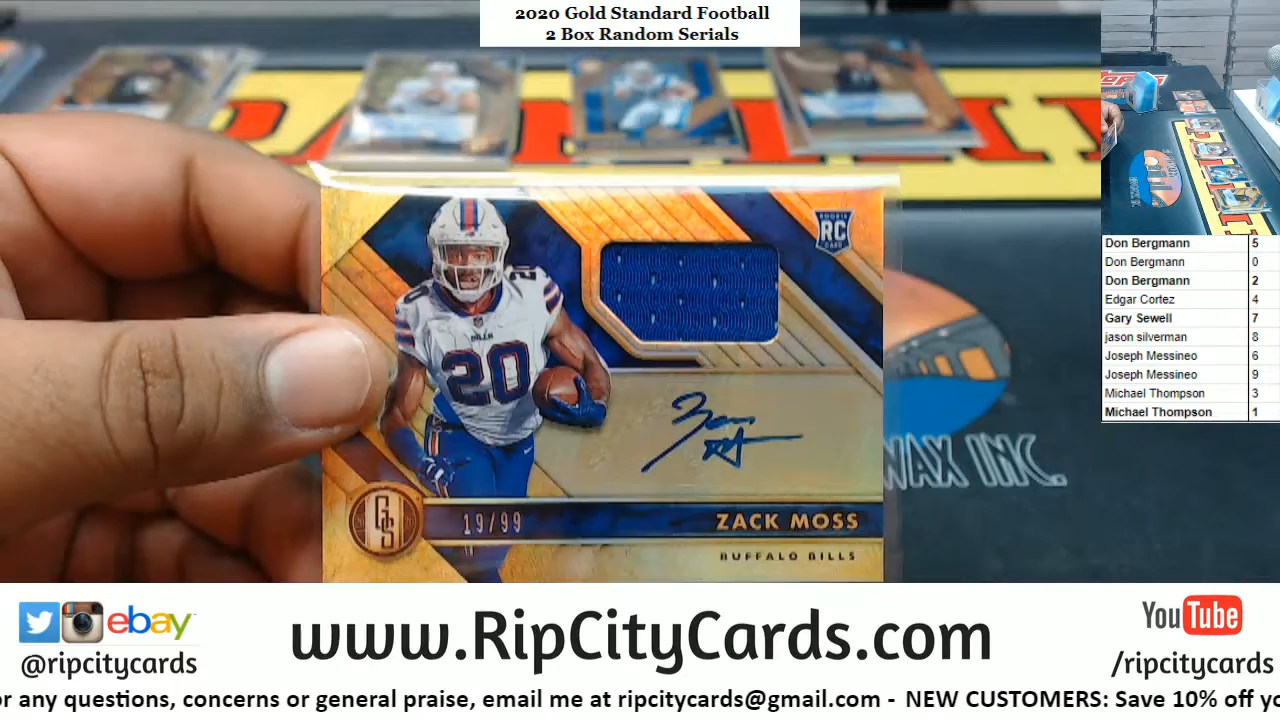 2020 Gold Standard Football
2 Box Random Serials
RC
20
20
BILLS
GS
19/99
ZACK MOSS
BUFFALO BILLS
WAX INC.
Don Bergmann 5
Don Bergmann 0
Don Bergmann 2
Edgar Cortez 4
Gary Sewell 7
jason silverman 8
Joseph Messineo 6
Joseph Messineo 9
Michael Thompson 3
Michael Thompson 1
ebay
@ripcitycards
www.RipCityCards.com
YouTube
/ripcitycards
or any questions, concerns or general praise, email me at ripcitycards@gmail.com - NEW CUSTOMERS: Save 10% off yo